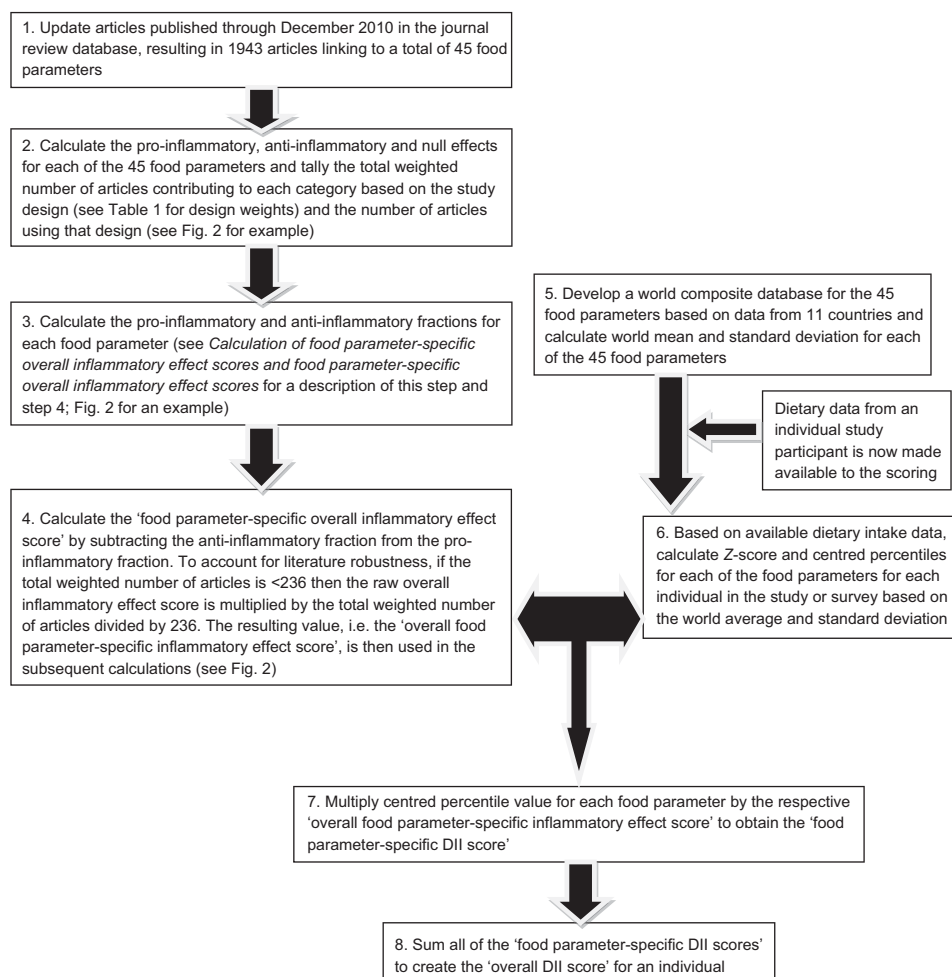 1. Update articles published through December 2010 in the journal
review database, resulting in 1943 articles linking to a total of 45 food
parameters
2. Calculate the pro-inflammatory, anti-inflammatory and null effects
for each of the 45 food parameters and tally the total weighted
number of articles contributing to each category based on the study
design (see Table 1 for design weights) and the number of articles
using that design (see Fig. 2 for example)
3. Calculate the pro-inflammatory and anti-inflammatory fractions for
each food parameter (see Calculation of food parameter-specific
overall inflammatory effect scores and food parameter-specific
overall inflammatory effect scores for a description of this step and
step 4; Fig. 2 for an example)
4. Calculate the ‘food parameter-specific overall inflammatory effect
score’ by subtracting the anti-inflammatory fraction from the pro-
inflammatory fraction. To account for literature robustness, if the
total weighted number of articles is <236 then the raw overall
inflammatory effect score is multiplied by the total weighted number
of articles divided by 236. The resulting value, i.e. the ‘overall food
parameter-specific inflammatory effect score’, is then used in the
subsequent calculations (see Fig. 2)
5. Develop a world composite database for the 45
food parameters based on data from 11 countries and
calculate world mean and standard deviation for each
of the 45 food parameters
Dietary data from an
individual study
participant is now made
available to the scoring
6. Based on available dietary intake data,
calculate Z-score and centred percentiles
for each of the food parameters for each
individual in the study or survey based on
the world average and standard deviation
7. Multiply centred percentile value for each food parameter by the respective
‘overall food parameter-specific inflammatory effect score’ to obtain the ‘food
parameter-specific DII score’
8. Sum all of the ‘food parameter-specific DII scores’
to create the ‘overall DII score’ for an individual